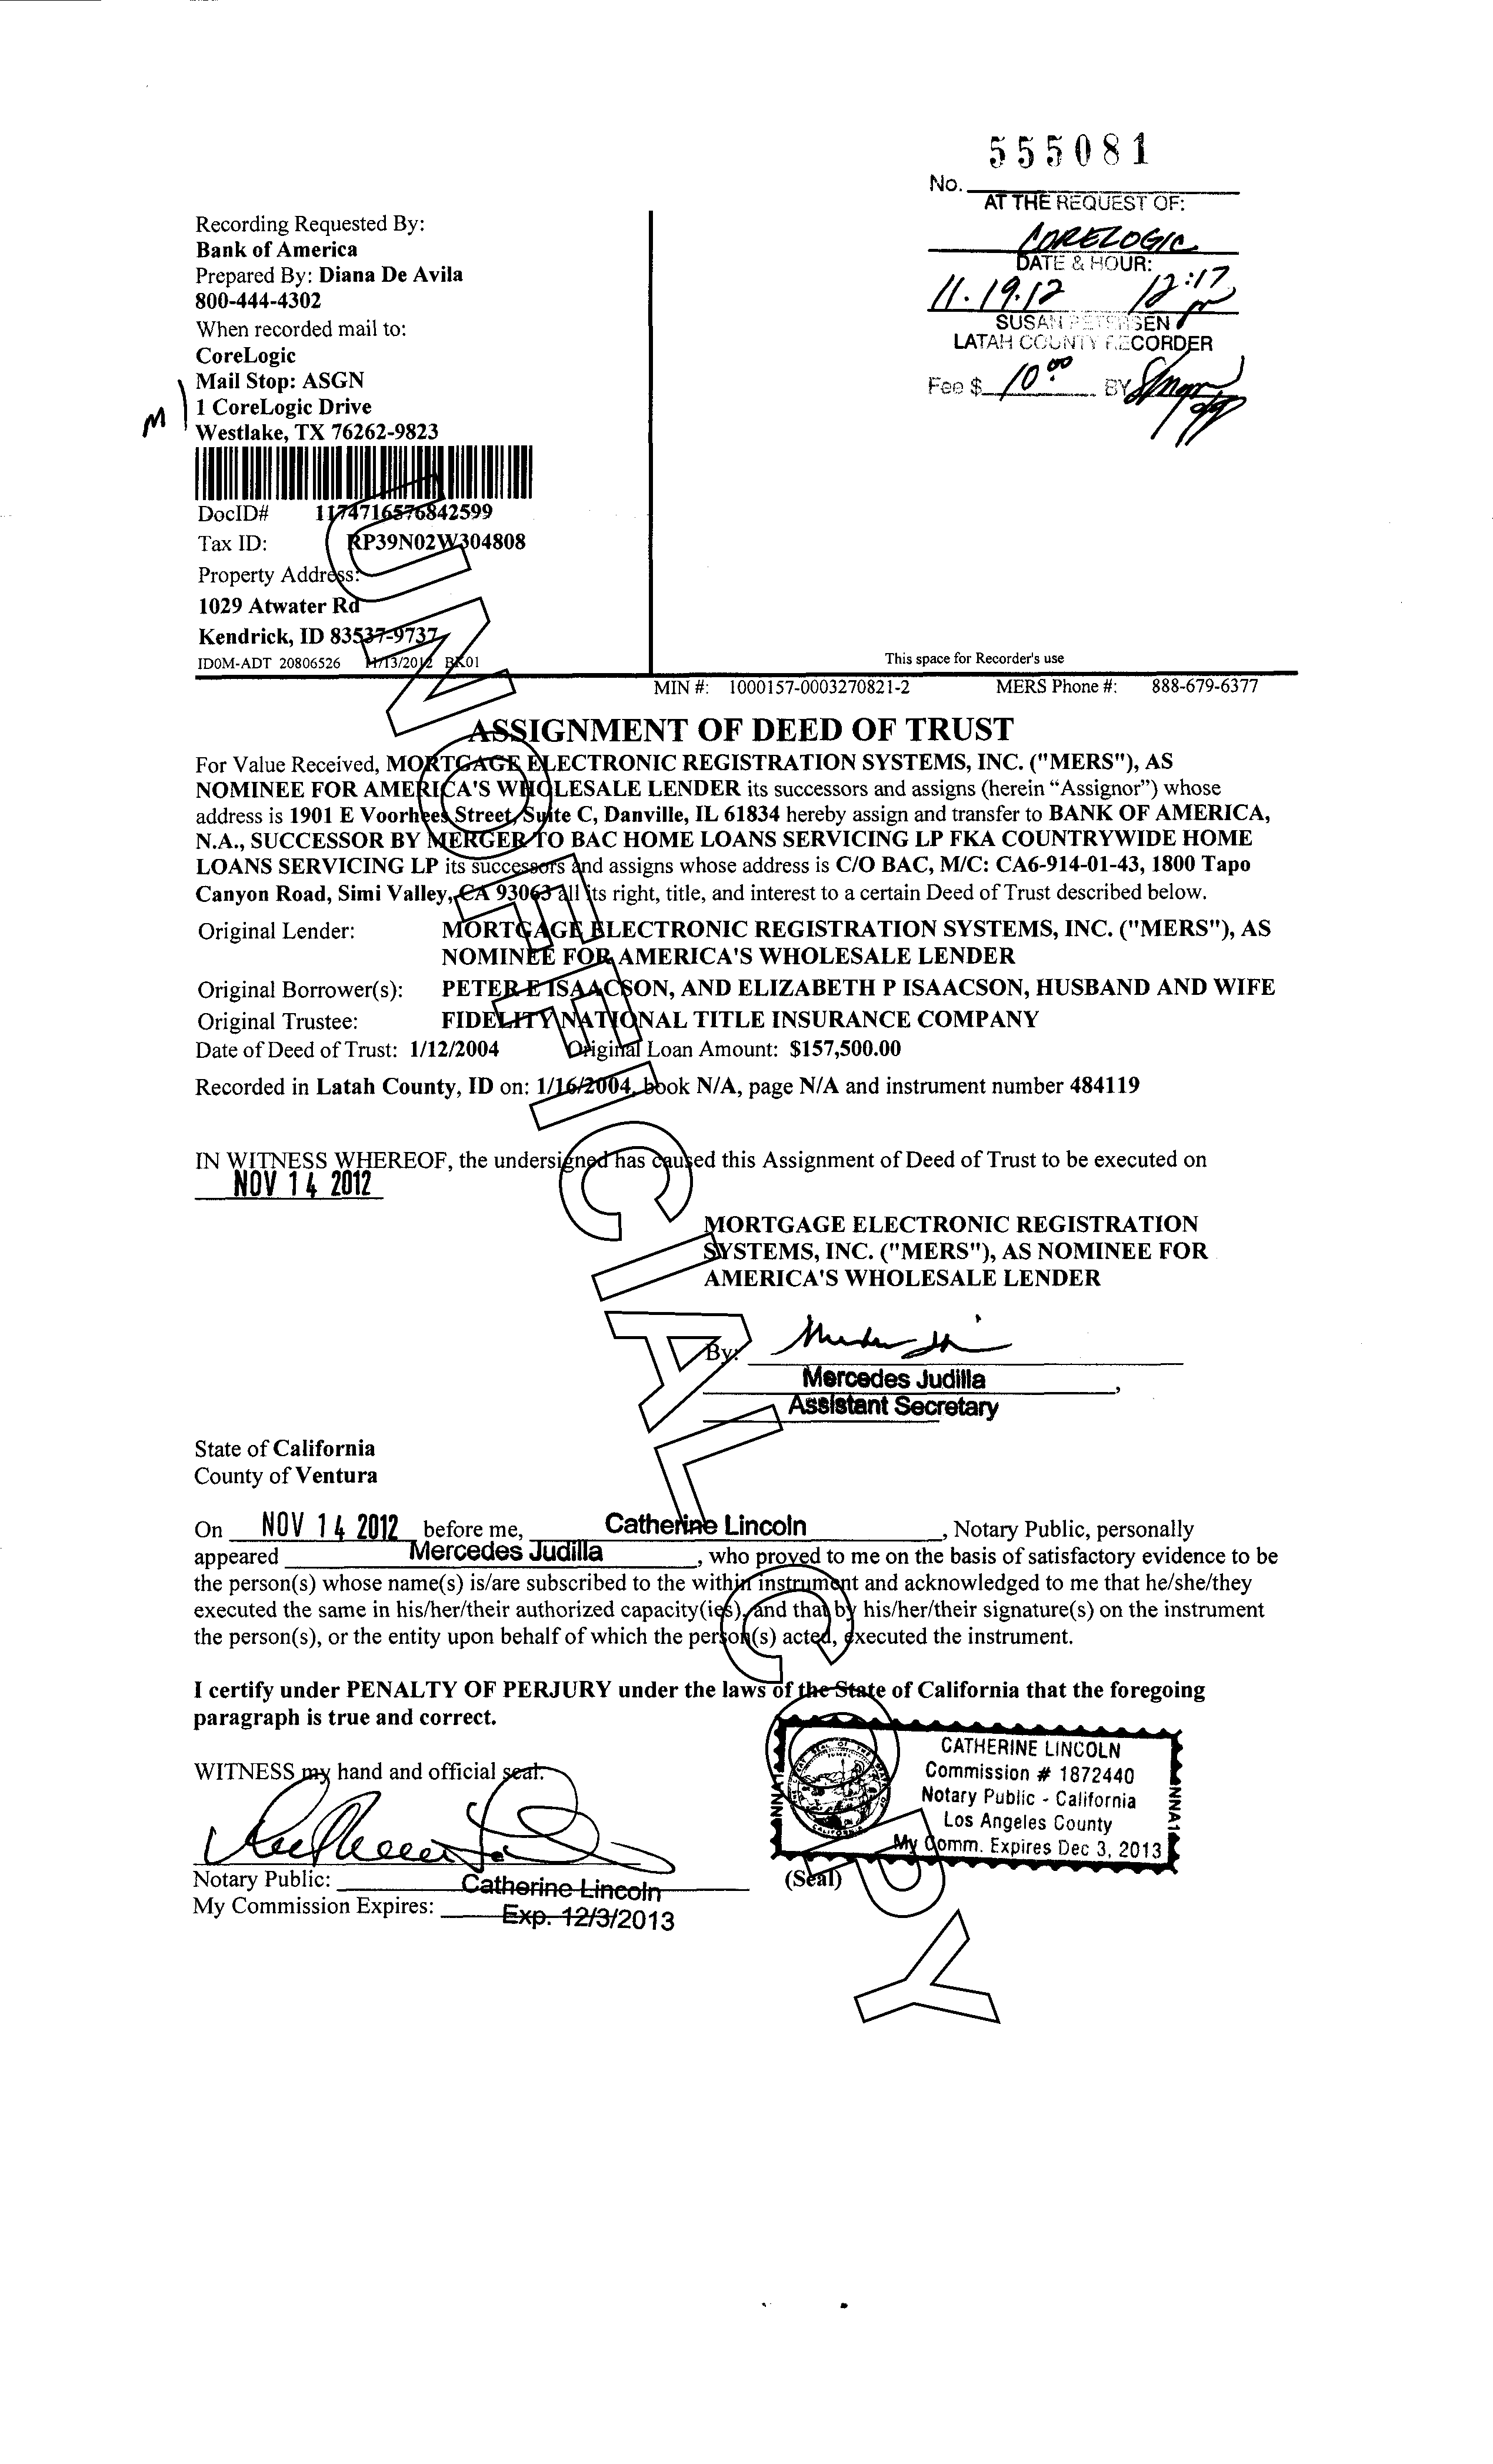 555081
No.
AT THE REQUEST OF:
CORELOGIC
DATE & HOUR:
11.19.12 12:17 pm
SUSAN PETERSEN
LATAH COUNTY RECORDER
Fee $ 10.00 BY
Recording Requested By:
Bank of America
Prepared By: Diana De Avila
800-444-4302
When recorded mail to:
CoreLogic
Mail Stop: ASGN
1 CoreLogic Drive
M
Westlake, TX 76262-9823
DocID# 1174716576842599
Tax ID: RP39N02W304808
Property Address:
1029 Atwater Rd
Kendrick, ID 83537-9737
ID0M-ADT 20806526 11/13/2012 BK01
This space for Recorder's use
MIN #: 1000157-0003270821-2 MERS Phone #: 888-679-6377
ASSIGNMENT OF DEED OF TRUST
For Value Received, MORTGAGE ELECTRONIC REGISTRATION SYSTEMS, INC. ("MERS"), AS
NOMINEE FOR AMERICA'S WHOLESALE LENDER its successors and assigns (herein “Assignor”) whose
address is 1901 E Voorhees Street, Suite C, Danville, IL 61834 hereby assign and transfer to BANK OF AMERICA,
N.A., SUCCESSOR BY MERGER TO BAC HOME LOANS SERVICING LP FKA COUNTRYWIDE HOME
LOANS SERVICING LP its successors and assigns whose address is C/O BAC, M/C: CA6-914-01-43, 1800 Tapo
Canyon Road, Simi Valley, CA 93063 all its right, title, and interest to a certain Deed of Trust described below.
Original Lender: MORTGAGE ELECTRONIC REGISTRATION SYSTEMS, INC. ("MERS"), AS
NOMINEE FOR AMERICA'S WHOLESALE LENDER
Original Borrower(s): PETER E ISAACSON, AND ELIZABETH P ISAACSON, HUSBAND AND WIFE
Original Trustee: FIDELITY NATIONAL TITLE INSURANCE COMPANY
Date of Deed of Trust: 1/12/2004 Original Loan Amount: $157,500.00
Recorded in Latah County, ID on: 1/16/2004, book N/A, page N/A and instrument number 484119
IN WITNESS WHEREOF, the undersigned has caused this Assignment of Deed of Trust to be executed on
NOV 14 2012
MORTGAGE ELECTRONIC REGISTRATION
SYSTEMS, INC. ("MERS"), AS NOMINEE FOR
AMERICA'S WHOLESALE LENDER
By:
Mercedes Judilla,
Assistant Secretary
State of California
County of Ventura
On NOV 14 2012 before me, Catherine Lincoln, Notary Public, personally
appeared Mercedes Judilla, who proved to me on the basis of satisfactory evidence to be
the person(s) whose name(s) is/are subscribed to the within instrument and acknowledged to me that he/she/they
executed the same in his/her/their authorized capacity(ies), and that by his/her/their signature(s) on the instrument
the person(s), or the entity upon behalf of which the person(s) acted, executed the instrument.
I certify under PENALTY OF PERJURY under the laws of the State of California that the foregoing
paragraph is true and correct.
WITNESS my hand and official seal.
CATHERINE LINCOLN
Commission # 1872440
Notary Public - California
Los Angeles County
My Comm. Expires Dec 3, 2013
Notary Public: Catherine Lincoln
(Seal)
My Commission Expires: Exp. 12/3/2013
UNOFFICIAL COPY